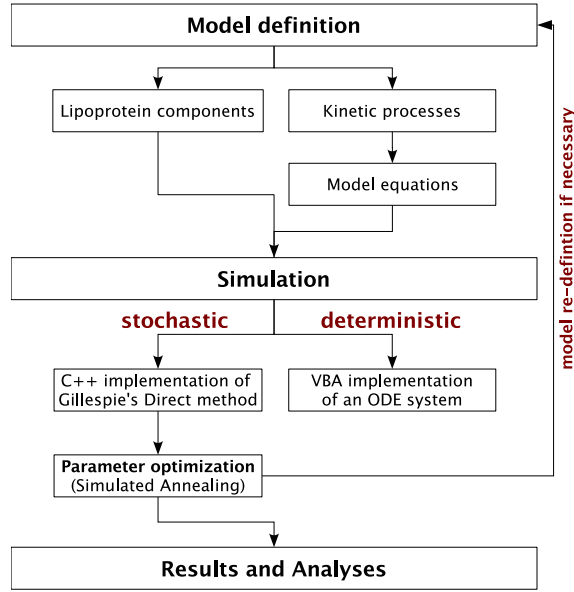 Model definition
Lipoprotein components
Kinetic processes
Model equations
Simulation
stochastic
deterministic
C++ implementation of
Gillespie's Direct method
VBA implementation
of an ODE system
Parameter optimization
(Simulated Annealing)
Results and Analyses
model re-defintion if necessary